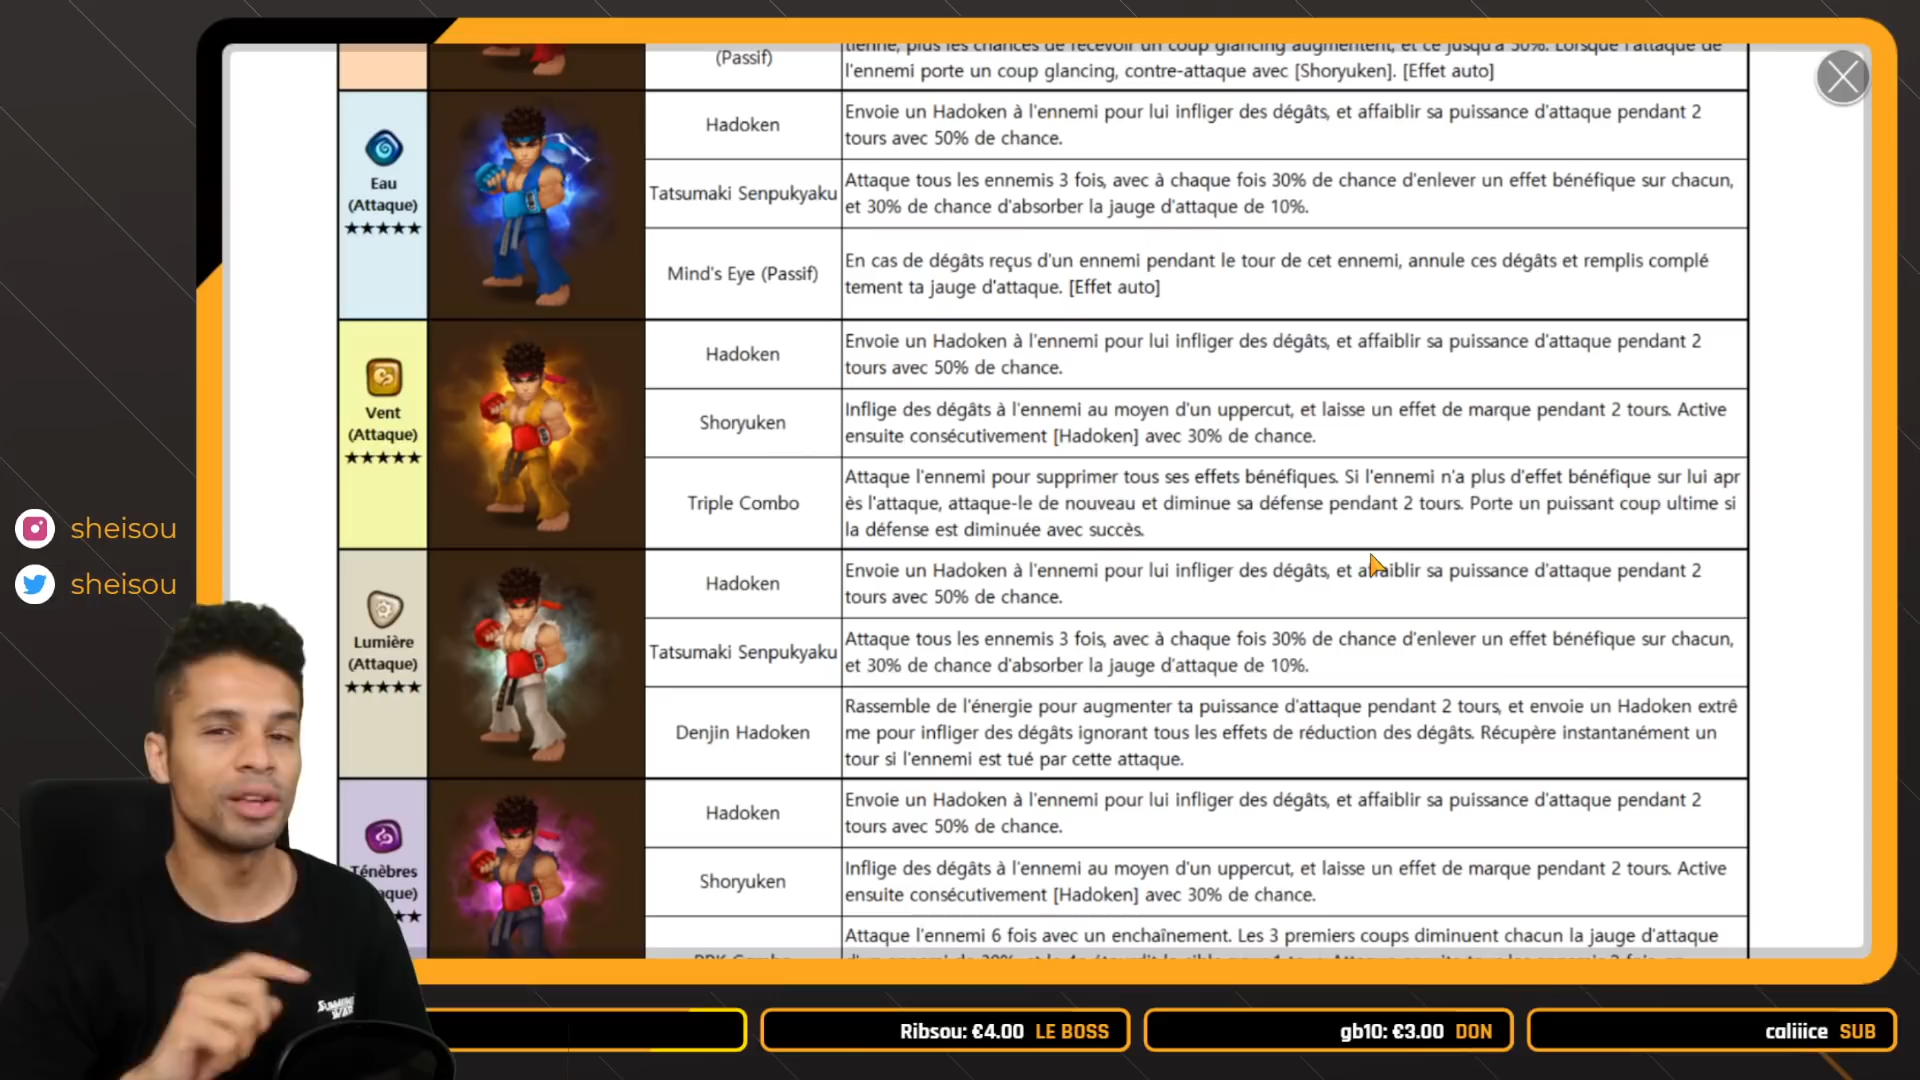 tienne, plus les chances de recevoir un coup glancing augmentent, et ce jusqu'à 50%. Lorsque l'attaque de
(Passif)
l'ennemi porte un coup glancing, contre-attaque avec [Shoryuken]. [Effet auto]
Eau
(Attaque)
★★★★★
Hadoken
Envoie un Hadoken à l'ennemi pour lui infliger des dégâts, et affaiblir sa puissance d'attaque pendant 2
tours avec 50% de chance.
Tatsumaki Senpukyaku
Attaque tous les ennemis 3 fois, avec à chaque fois 30% de chance d'enlever un effet bénéfique sur chacun,
et 30% de chance d'absorber la jauge d'attaque de 10%.
Mind's Eye (Passif)
En cas de dégâts reçus d'un ennemi pendant le tour de cet ennemi, annule ces dégâts et remplis complé
tement ta jauge d'attaque. [Effet auto]
Vent
(Attaque)
★★★★★
Hadoken
Envoie un Hadoken à l'ennemi pour lui infliger des dégâts, et affaiblir sa puissance d'attaque pendant 2
tours avec 50% de chance.
Shoryuken
Inflige des dégâts à l'ennemi au moyen d'un uppercut, et laisse un effet de marque pendant 2 tours. Active
ensuite consécutivement [Hadoken] avec 30% de chance.
Triple Combo
Attaque l'ennemi pour supprimer tous ses effets bénéfiques. Si l'ennemi n'a plus d'effet bénéfique sur lui apr
ès l'attaque, attaque-le de nouveau et diminue sa défense pendant 2 tours. Porte un puissant coup ultime si
la défense est diminuée avec succès.
Lumière
(Attaque)
★★★★★
Hadoken
Envoie un Hadoken à l'ennemi pour lui infliger des dégâts, et affaiblir sa puissance d'attaque pendant 2
tours avec 50% de chance.
Tatsumaki Senpukyaku
Attaque tous les ennemis 3 fois, avec à chaque fois 30% de chance d'enlever un effet bénéfique sur chacun,
et 30% de chance d'absorber la jauge d'attaque de 10%.
Denjin Hadoken
Rassemble de l'énergie pour augmenter ta puissance d'attaque pendant 2 tours, et envoie un Hadoken extrê
me pour infliger des dégâts ignorant tous les effets de réduction des dégâts. Récupère instantanément un
tour si l'ennemi est tué par cette attaque.
Ténèbres
aque)
★★
Hadoken
Envoie un Hadoken à l'ennemi pour lui infliger des dégâts, et affaiblir sa puissance d'attaque pendant 2
tours avec 50% de chance.
Shoryuken
Inflige des dégâts à l'ennemi au moyen d'un uppercut, et laisse un effet de marque pendant 2 tours. Active
ensuite consécutivement [Hadoken] avec 30% de chance.
Attaque l'ennemi 6 fois avec un enchaînement. Les 3 premiers coups diminuent chacun la jauge d'attaque
sheisou
sheisou
Ribsou: €4.00 LE BOSS
gb10: €3.00 DON
caliiice SUB